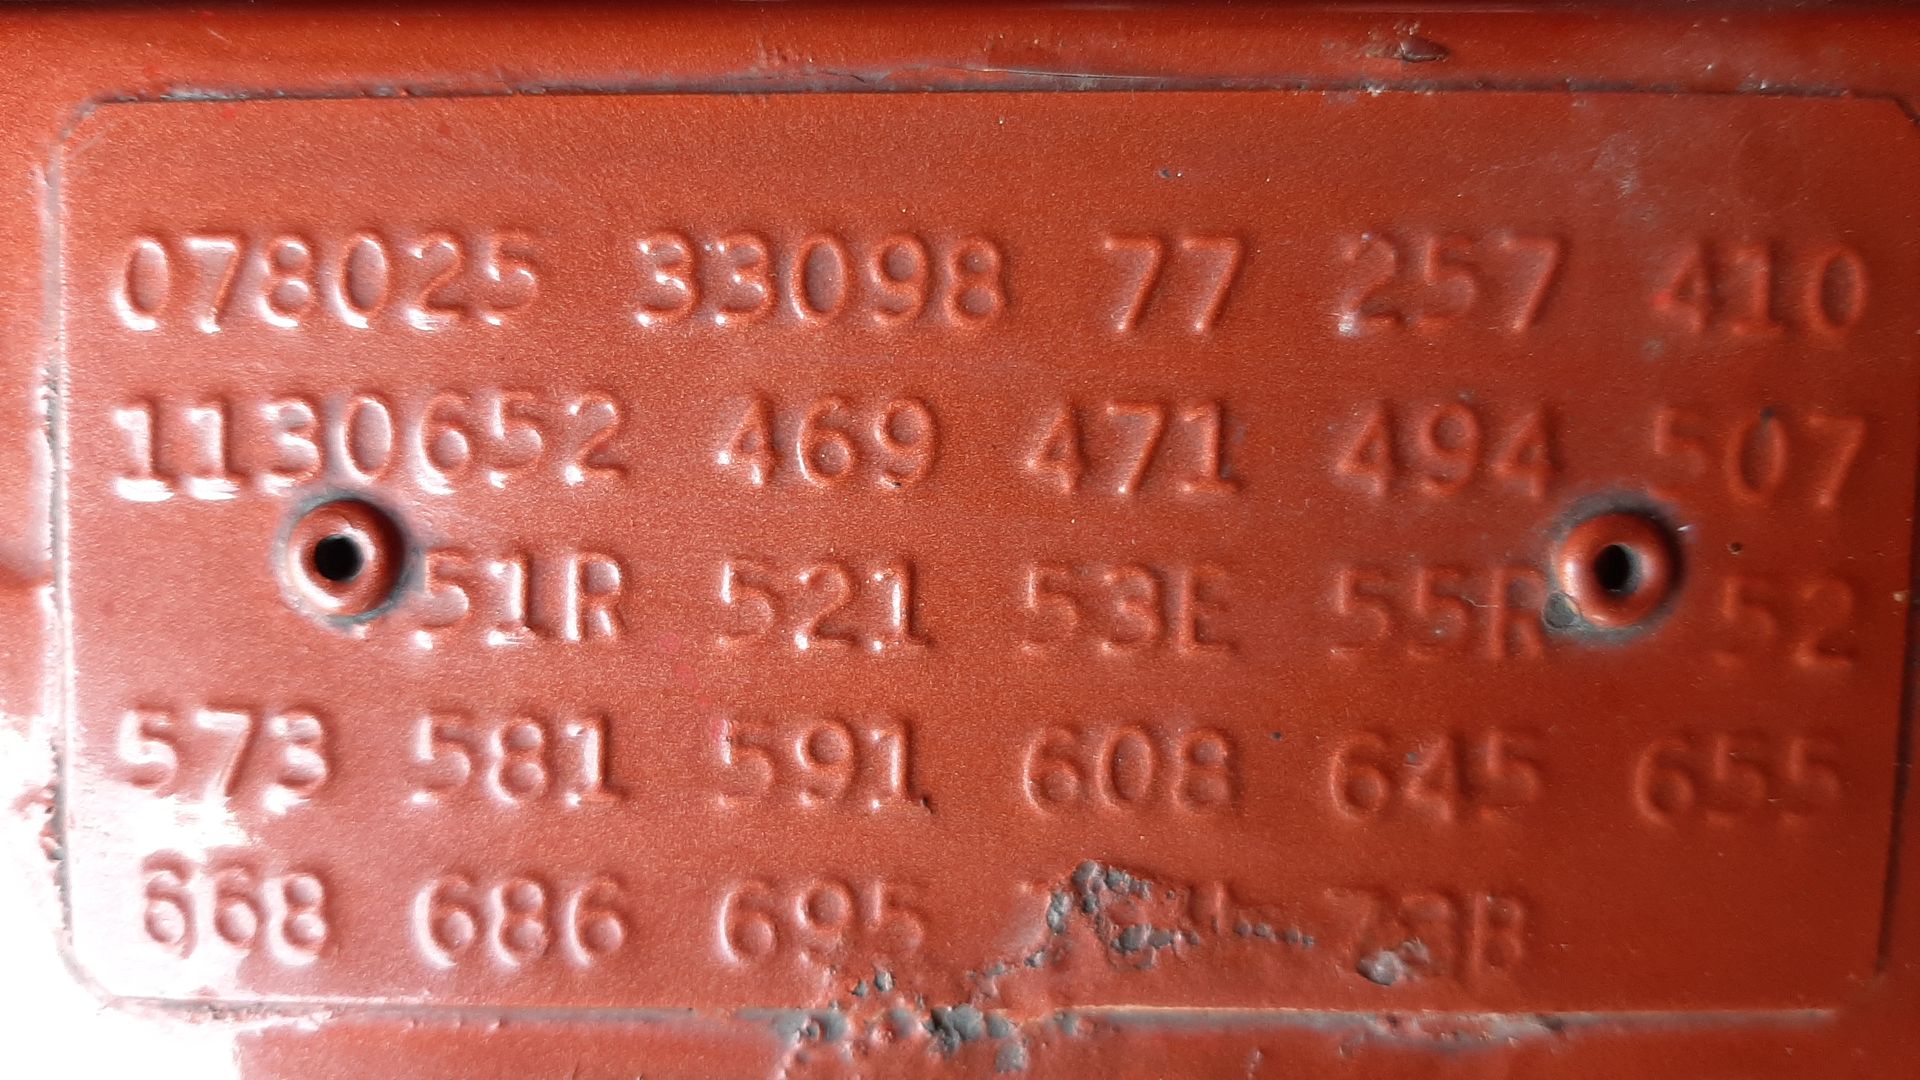 078025 33098 77 257 410
1130652 469 471 494 507
51R 521 53E 55R 52
573 581 591 608 645 655
668 686 695 73B